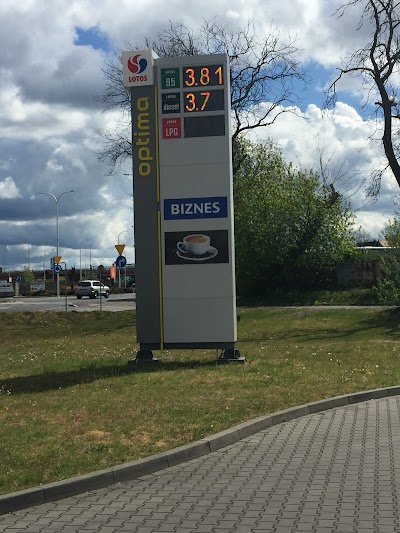 LOTOS
optima
95 3.81
diesel 3.7
LPG
BIZNES